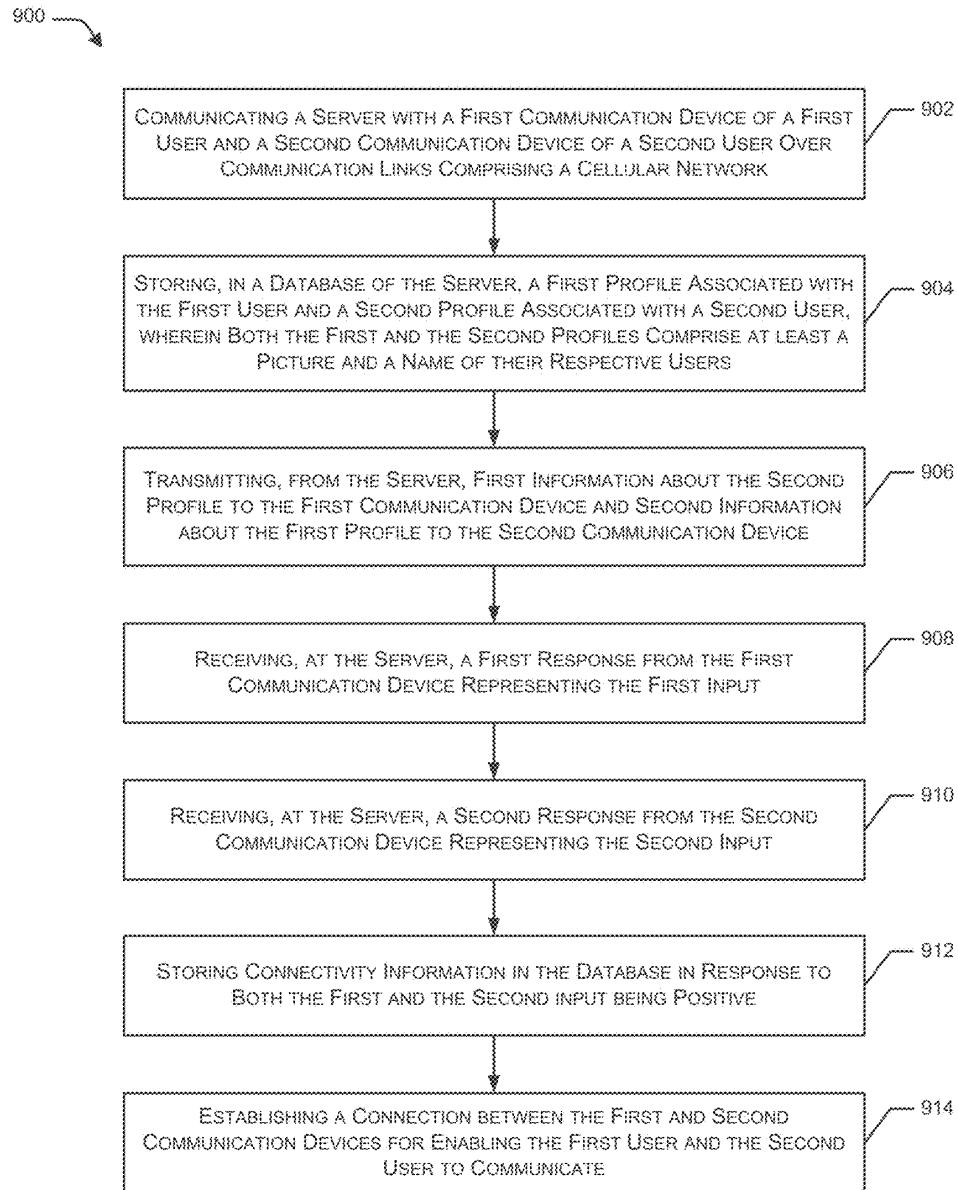 900
COMMUNICATING A SERVER WITH A FIRST COMMUNICATION DEVICE OF A FIRST
USER AND A SECOND COMMUNICATION DEVICE OF A SECOND USER OVER
COMMUNICATION LINKS COMPRISING A CELLULAR NETWORK
902
STORING, IN A DATABASE OF THE SERVER, A FIRST PROFILE ASSOCIATED WITH
THE FIRST USER AND A SECOND PROFILE ASSOCIATED WITH A SECOND USER,
WHEREIN BOTH THE FIRST AND THE SECOND PROFILES COMPRISE AT LEAST A
PICTURE AND A NAME OF THEIR RESPECTIVE USERS
904
TRANSMITTING, FROM THE SERVER, FIRST INFORMATION ABOUT THE SECOND
PROFILE TO THE FIRST COMMUNICATION DEVICE AND SECOND INFORMATION
ABOUT THE FIRST PROFILE TO THE SECOND COMMUNICATION DEVICE
906
RECEIVING, AT THE SERVER, A FIRST RESPONSE FROM THE FIRST
COMMUNICATION DEVICE REPRESENTING THE FIRST INPUT
908
RECEIVING, AT THE SERVER, A SECOND RESPONSE FROM THE SECOND
COMMUNICATION DEVICE REPRESENTING THE SECOND INPUT
910
STORING CONNECTIVITY INFORMATION IN THE DATABASE IN RESPONSE TO
BOTH THE FIRST AND THE SECOND INPUT BEING POSITIVE
912
ESTABLISHING A CONNECTION BETWEEN THE FIRST AND SECOND
COMMUNICATION DEVICES FOR ENABLING THE FIRST USER AND THE SECOND
USER TO COMMUNICATE
914